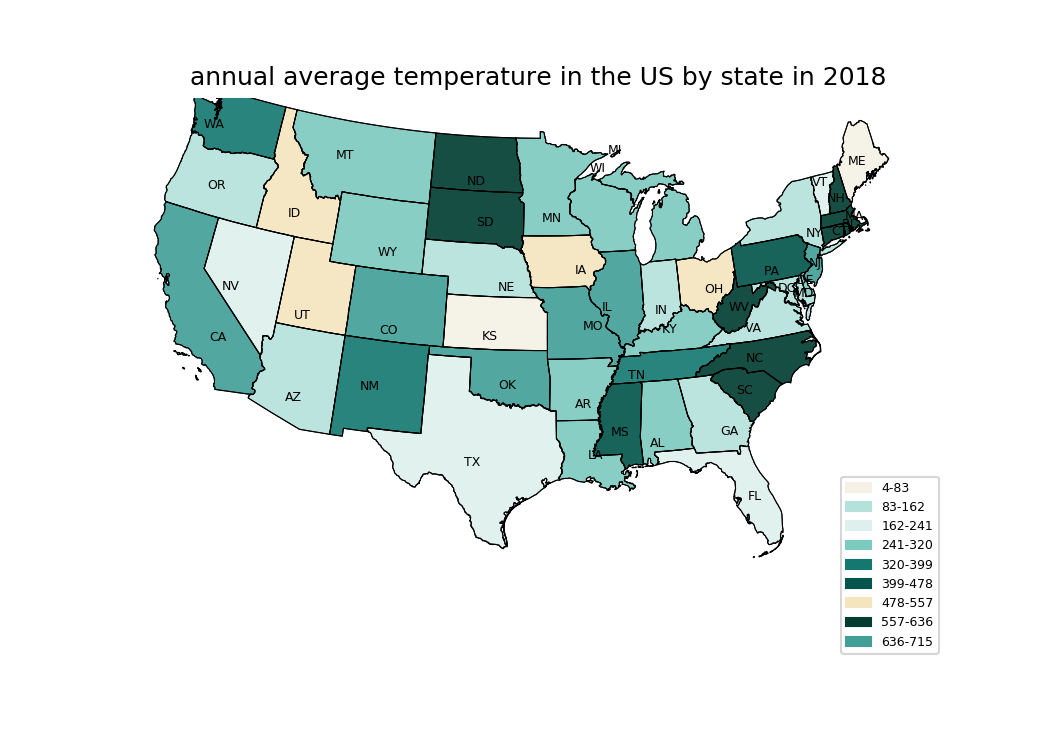 annual average temperature in the US by state in 2018
WA
MT
ND
MI
WI
ME
VT
NH
OR
ID
SD
MN
WY
NY
MA
RI
CT
NV
UT
NE
IA
PA
NJ
OH
IN
IL
DE
DC
MD
WV
VA
CA
CO
KS
MO
KY
AZ
NM
OK
TN
NC
AR
SC
MS
AL
GA
LA
TX
FL
4-83
83-162
162-241
241-320
320-399
399-478
478-557
557-636
636-715